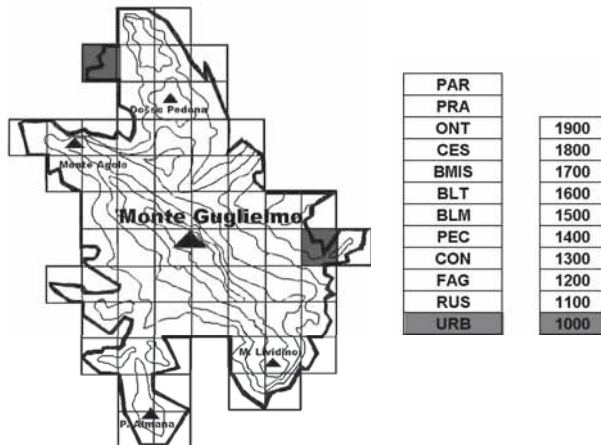 Dosso Pedona
Monte Agolo
Monte Guglielmo
M. Lividino
P. Almana
PAR
PRA
ONT
CES
BMIS
BLT
BLM
PEC
CON
FAG
RUS
URB
1900
1800
1700
1600
1500
1400
1300
1200
1100
1000